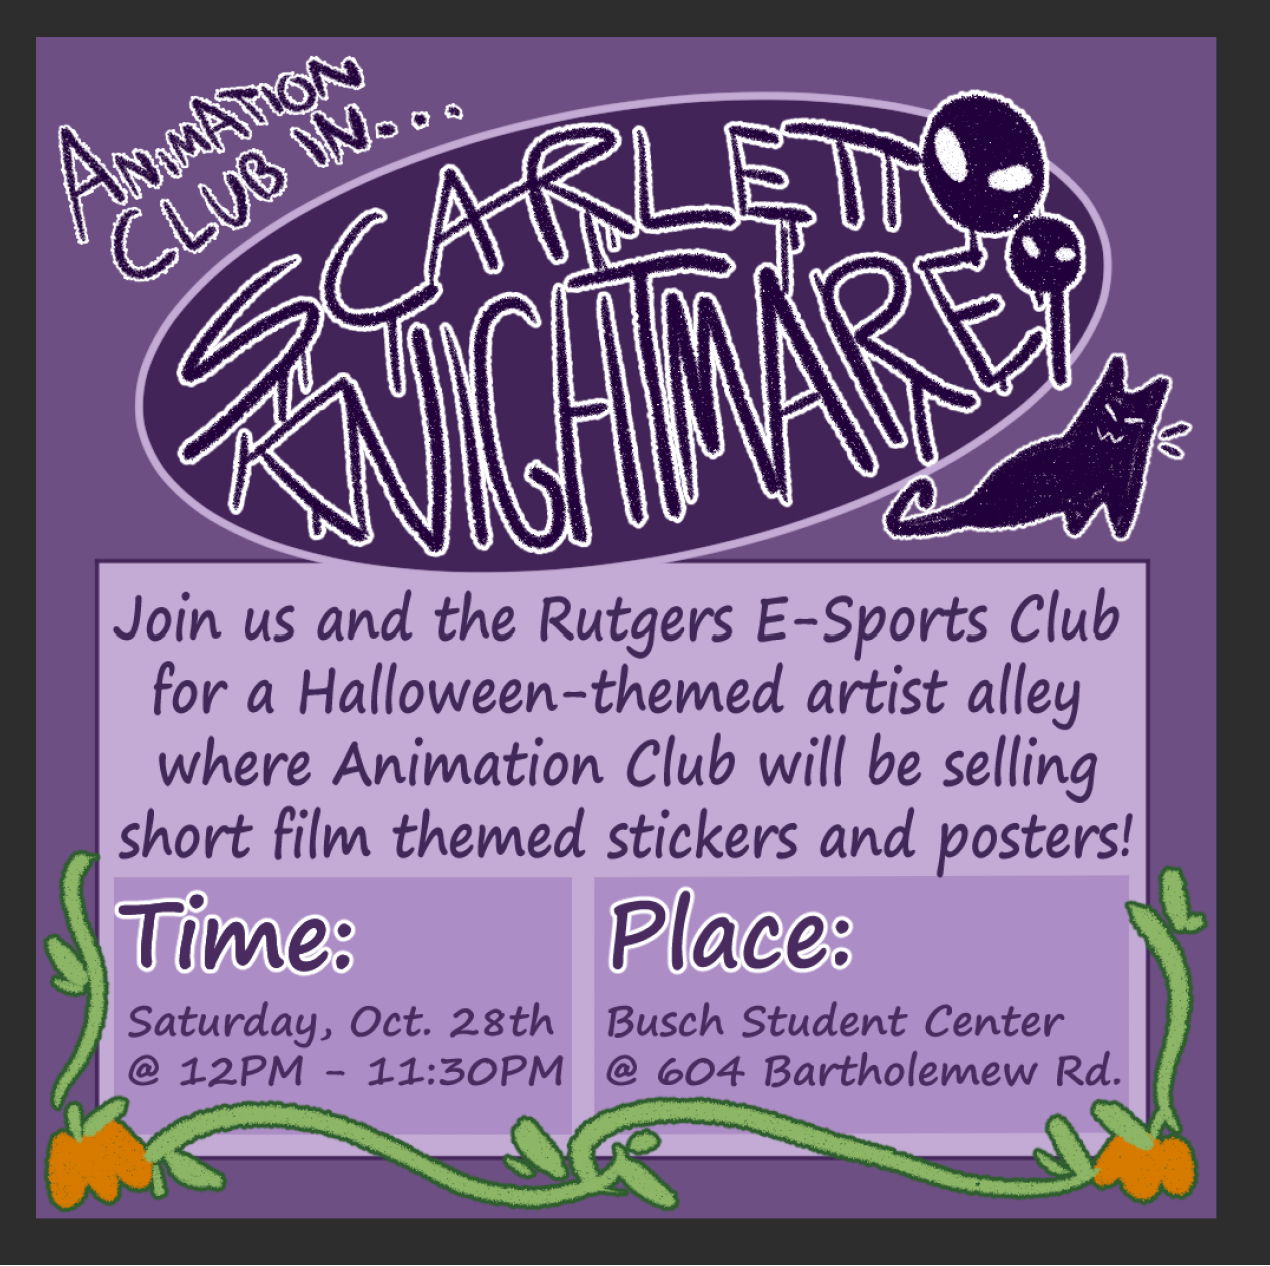 ANIMATION
CLUB IN...
SCARLETT
KNIGHTMARE!
Join us and the Rutgers E-Sports Club
for a Halloween-themed artist alley
where Animation Club will be selling
short film themed stickers and posters!
Time:
Saturday, Oct. 28th
@ 12PM - 11:30PM
Place:
Busch Student Center
@ 604 Bartholemew Rd.